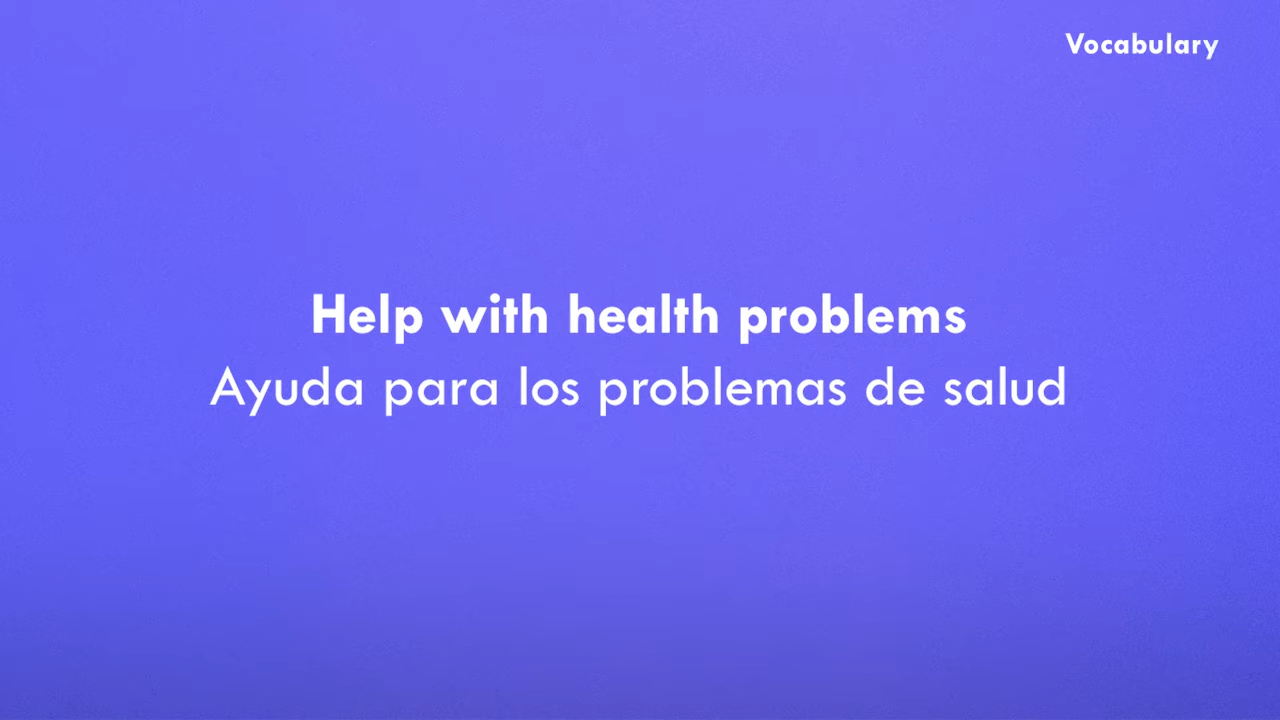 Vocabulary
Help with health problems
Ayuda para los problemas de salud